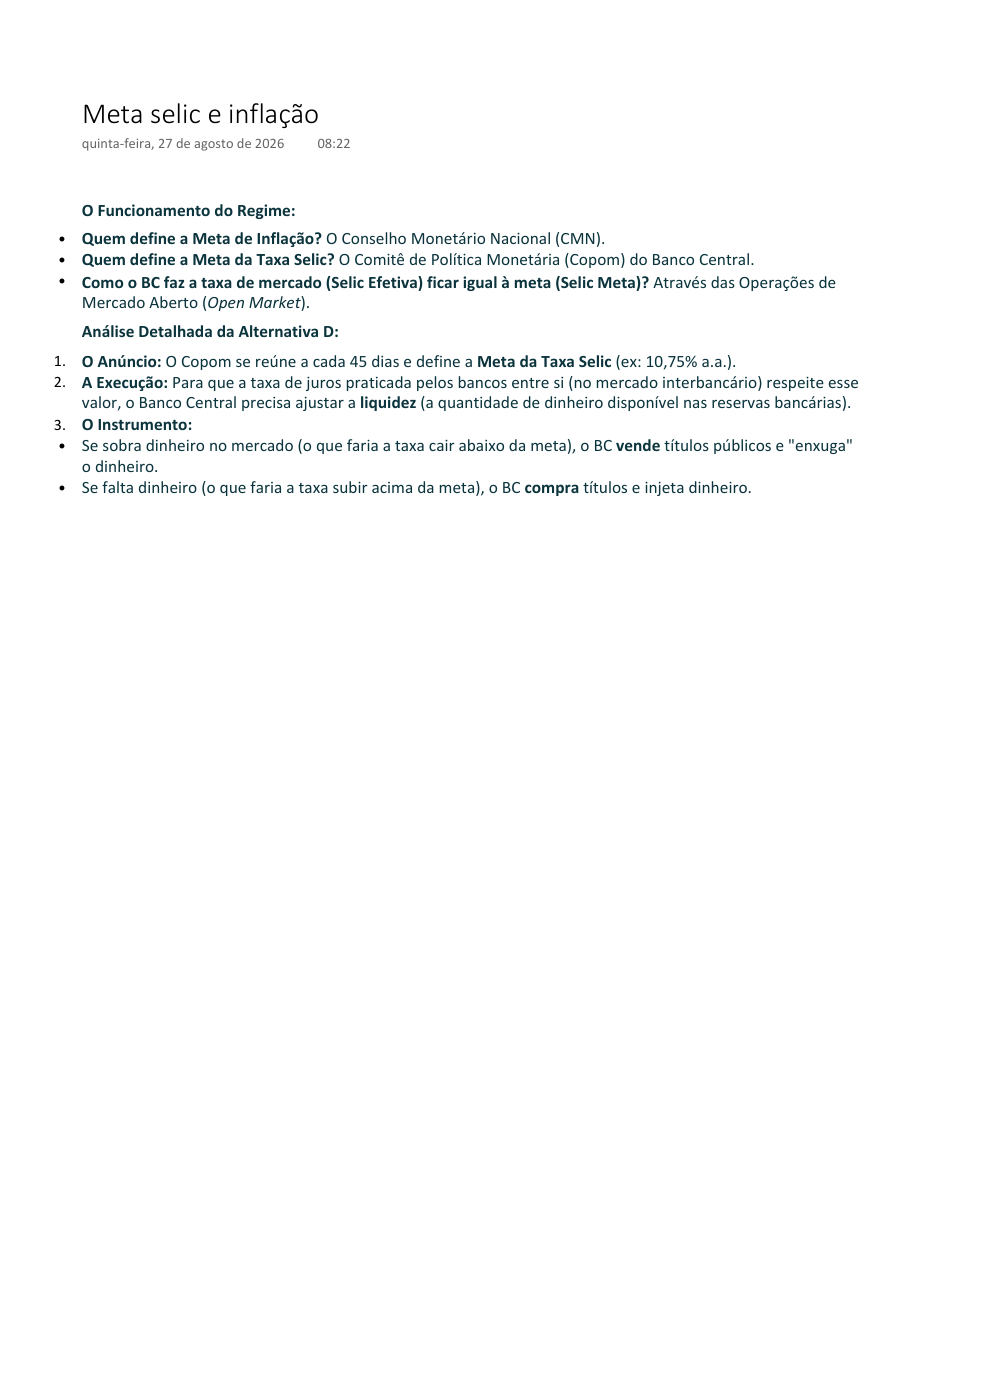 Meta selic e inflação
quinta-feira, 27 de agosto de 2026 08:22
O Funcionamento do Regime:
• Quem define a Meta de Inflação? O Conselho Monetário Nacional (CMN).
• Quem define a Meta da Taxa Selic? O Comitê de Política Monetária (Copom) do Banco Central.
• Como o BC faz a taxa de mercado (Selic Efetiva) ficar igual à meta (Selic Meta)? Através das Operações de
Mercado Aberto (Open Market).
Análise Detalhada da Alternativa D:
1. O Anúncio: O Copom se reúne a cada 45 dias e define a Meta da Taxa Selic (ex: 10,75% a.a.).
2. A Execução: Para que a taxa de juros praticada pelos bancos entre si (no mercado interbancário) respeite esse
valor, o Banco Central precisa ajustar a liquidez (a quantidade de dinheiro disponível nas reservas bancárias).
3. O Instrumento:
• Se sobra dinheiro no mercado (o que faria a taxa cair abaixo da meta), o BC vende títulos públicos e "enxuga"
o dinheiro.
• Se falta dinheiro (o que faria a taxa subir acima da meta), o BC compra títulos e injeta dinheiro.